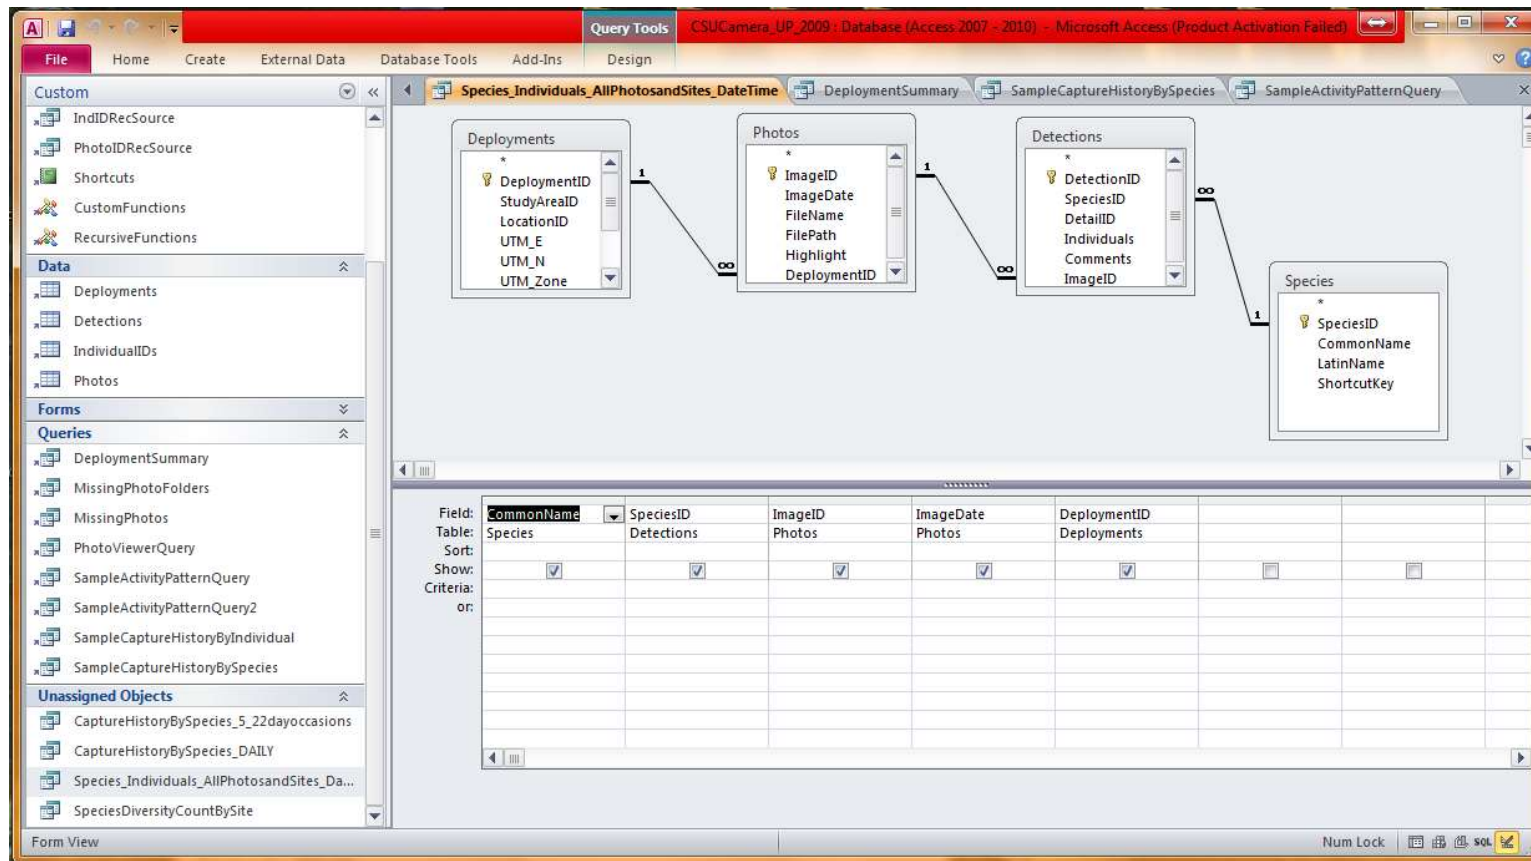 Query Tools
CSUCamera_UP_2009 : Database (Access 2007 - 2010) - Microsoft Access (Product Activation Failed)
File Home Create External Data Database Tools Add-Ins Design
Custom
IndIDRecSource
PhotoIDRecSource
Shortcuts
CustomFunctions
RecursiveFunctions
Data
Deployments
Detections
IndividualIDs
Photos
Forms
Queries
DeploymentSummary
MissingPhotoFolders
MissingPhotos
PhotoViewerQuery
SampleActivityPatternQuery
SampleActivityPatternQuery2
SampleCaptureHistoryByIndividual
SampleCaptureHistoryBySpecies
Unassigned Objects
CaptureHistoryBySpecies_5_22dayoccasions
CaptureHistoryBySpecies_DAILY
Species_Individuals_AllPhotosandSites_Da...
SpeciesDiversityCountBySite
Species_Individuals_AllPhotosandSites_DateTime DeploymentSummary SampleCaptureHistoryBySpecies SampleActivityPatternQuery
Deployments
*
DeploymentID
StudyAreaID
LocationID
UTM_E
UTM_N
UTM_Zone
1
∞
Photos
*
ImageID
ImageDate
FileName
FilePath
Highlight
DeploymentID
1
∞
Detections
*
DetectionID
SpeciesID
DetailID
Individuals
Comments
ImageID
∞
1
Species
*
SpeciesID
CommonName
LatinName
ShortcutKey
Field: CommonName SpeciesID ImageID ImageDate DeploymentID
Table: Species Detections Photos Photos Deployments
Sort:
Show:
Criteria:
or:
Form View Num Lock SQL